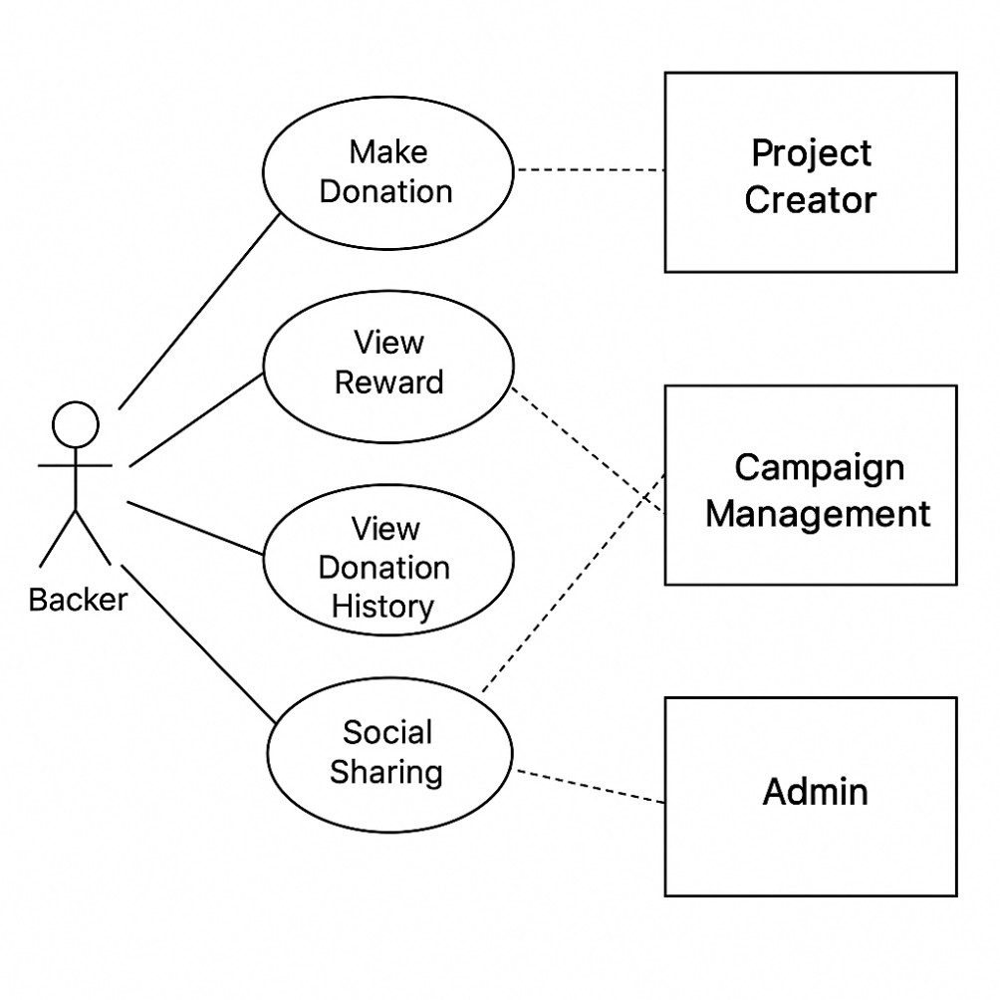 Make
Donation
Project
Creator
View
Reward
Campaign
Management
View
Donation
History
Backer
Social
Sharing
Admin